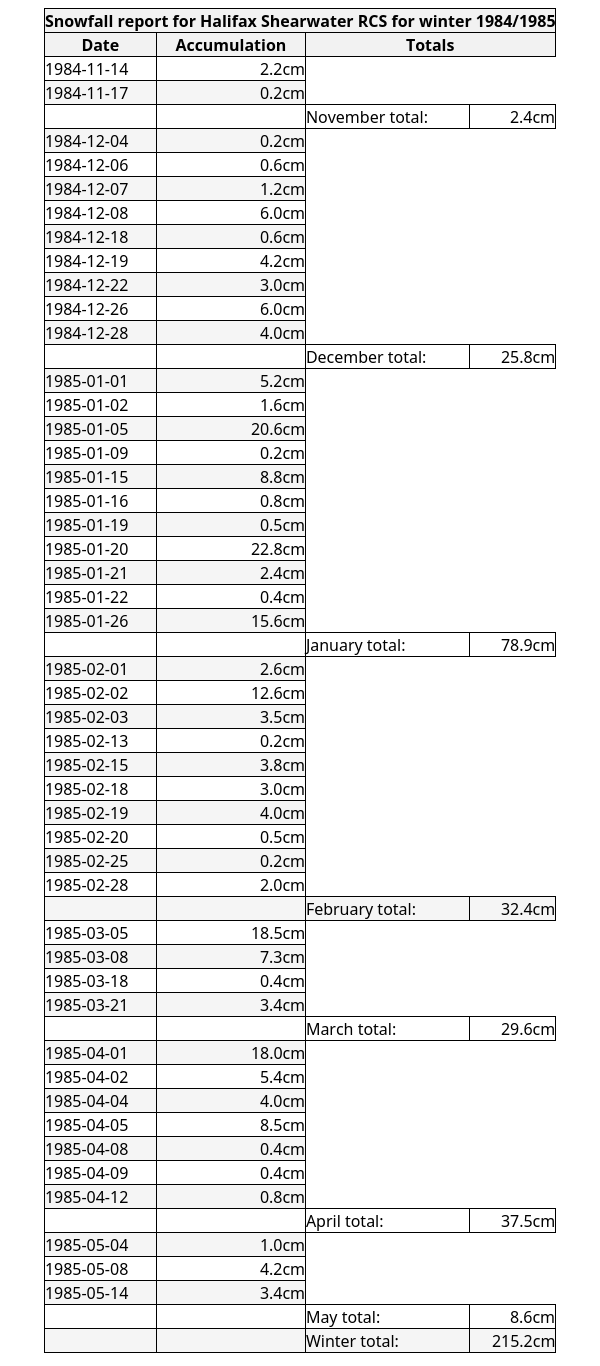 Snowfall report for Halifax Shearwater RCS for winter 1984/1985
Date Accumulation Totals
1984-11-14 2.2cm
1984-11-17 0.2cm
November total: 2.4cm
1984-12-04 0.2cm
1984-12-06 0.6cm
1984-12-07 1.2cm
1984-12-08 6.0cm
1984-12-18 0.6cm
1984-12-19 4.2cm
1984-12-22 3.0cm
1984-12-26 6.0cm
1984-12-28 4.0cm
December total: 25.8cm
1985-01-01 5.2cm
1985-01-02 1.6cm
1985-01-05 20.6cm
1985-01-09 0.2cm
1985-01-15 8.8cm
1985-01-16 0.8cm
1985-01-19 0.5cm
1985-01-20 22.8cm
1985-01-21 2.4cm
1985-01-22 0.4cm
1985-01-26 15.6cm
January total: 78.9cm
1985-02-01 2.6cm
1985-02-02 12.6cm
1985-02-03 3.5cm
1985-02-13 0.2cm
1985-02-15 3.8cm
1985-02-18 3.0cm
1985-02-19 4.0cm
1985-02-20 0.5cm
1985-02-25 0.2cm
1985-02-28 2.0cm
February total: 32.4cm
1985-03-05 18.5cm
1985-03-08 7.3cm
1985-03-18 0.4cm
1985-03-21 3.4cm
March total: 29.6cm
1985-04-01 18.0cm
1985-04-02 5.4cm
1985-04-04 4.0cm
1985-04-05 8.5cm
1985-04-08 0.4cm
1985-04-09 0.4cm
1985-04-12 0.8cm
April total: 37.5cm
1985-05-04 1.0cm
1985-05-08 4.2cm
1985-05-14 3.4cm
May total: 8.6cm
Winter total: 215.2cm